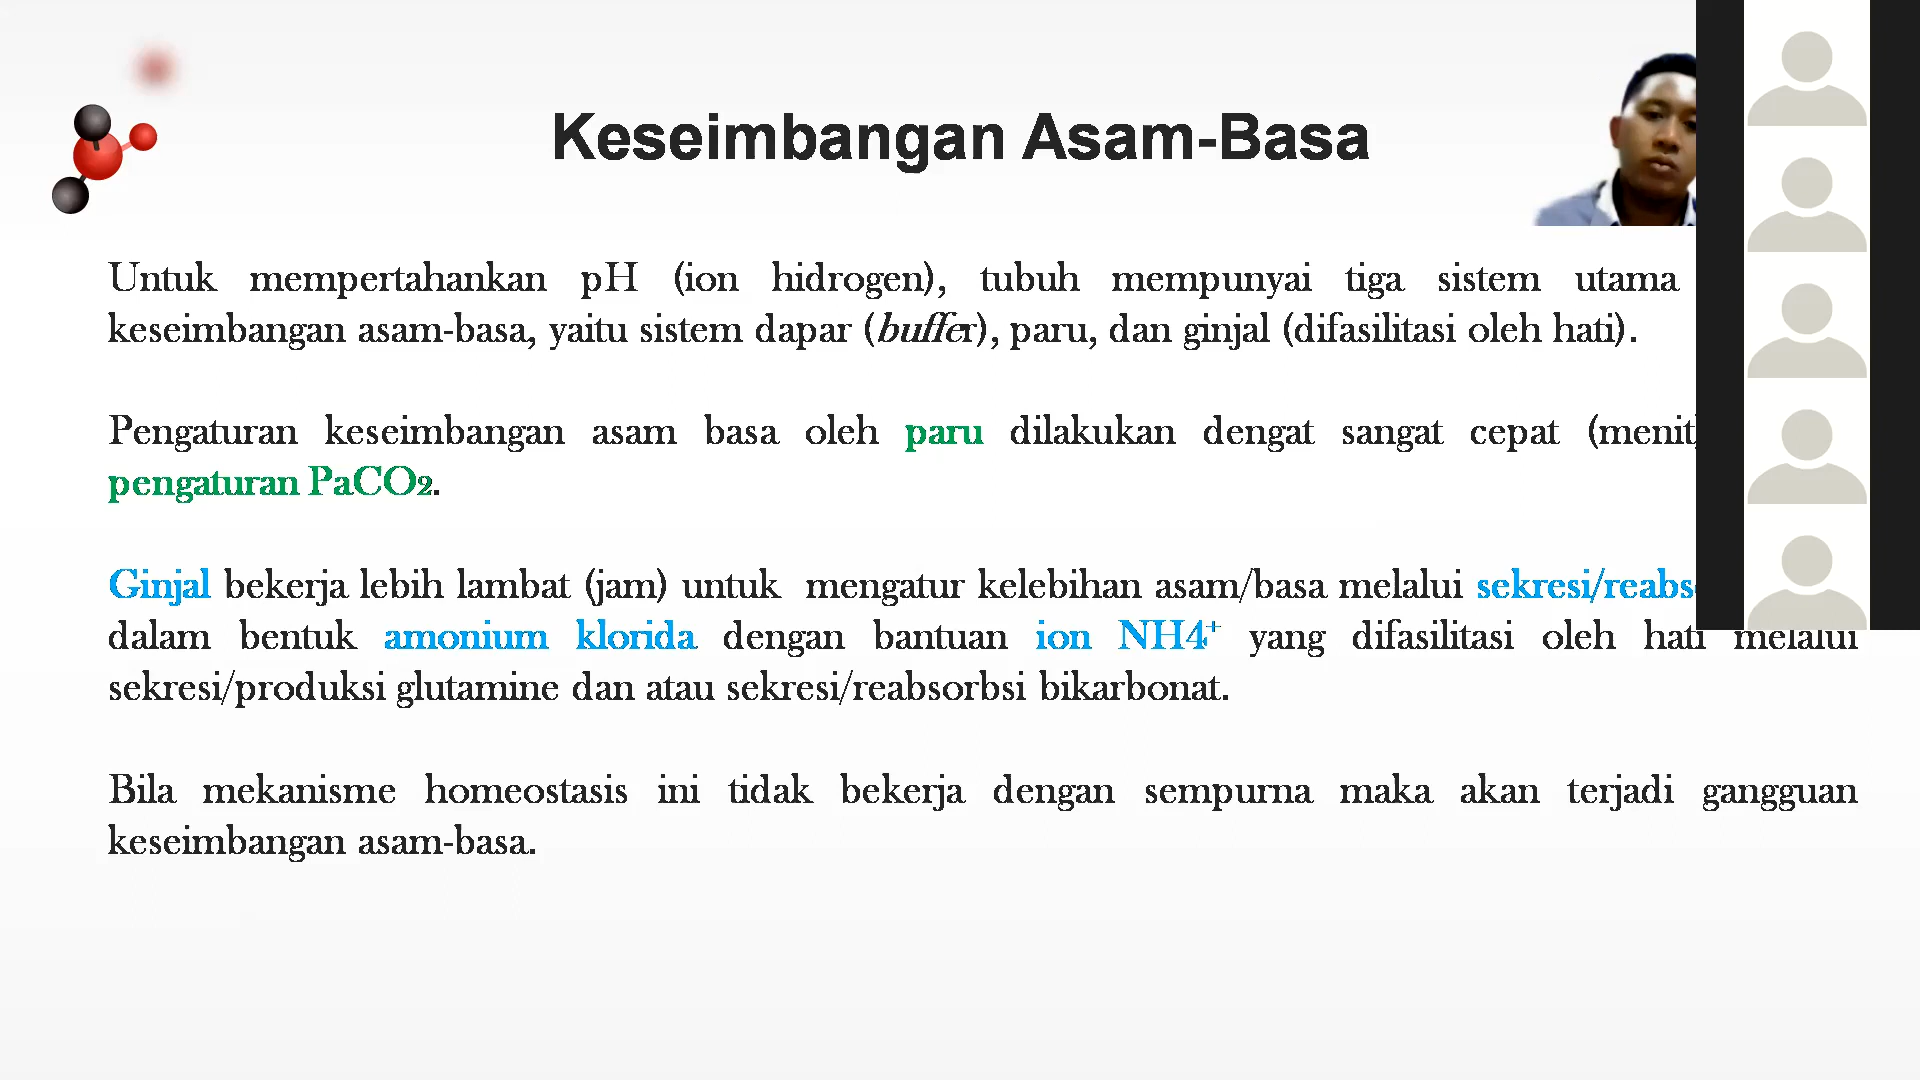 Keseimbangan Asam-Basa
Untuk mempertahankan pH (ion hidrogen), tubuh mempunyai tiga sistem utama
keseimbangan asam-basa, yaitu sistem dapar (buffer), paru, dan ginjal (difasilitasi oleh hati).
Pengaturan keseimbangan asam basa oleh paru dilakukan dengat sangat cepat (menit)
pengaturan PaCO2.
Ginjal bekerja lebih lambat (jam) untuk mengatur kelebihan asam/basa melalui
dalam bentuk amonium klorida dengan bantuan ion NH4⁺ yang difasilitasi oleh hati melalui
sekresi/produksi glutamine dan atau sekresi/reabsorbsi bikarbonat.
Bila mekanisme homeostasis ini tidak bekerja dengan sempurna maka akan terjadi gangguan
keseimbangan asam-basa.